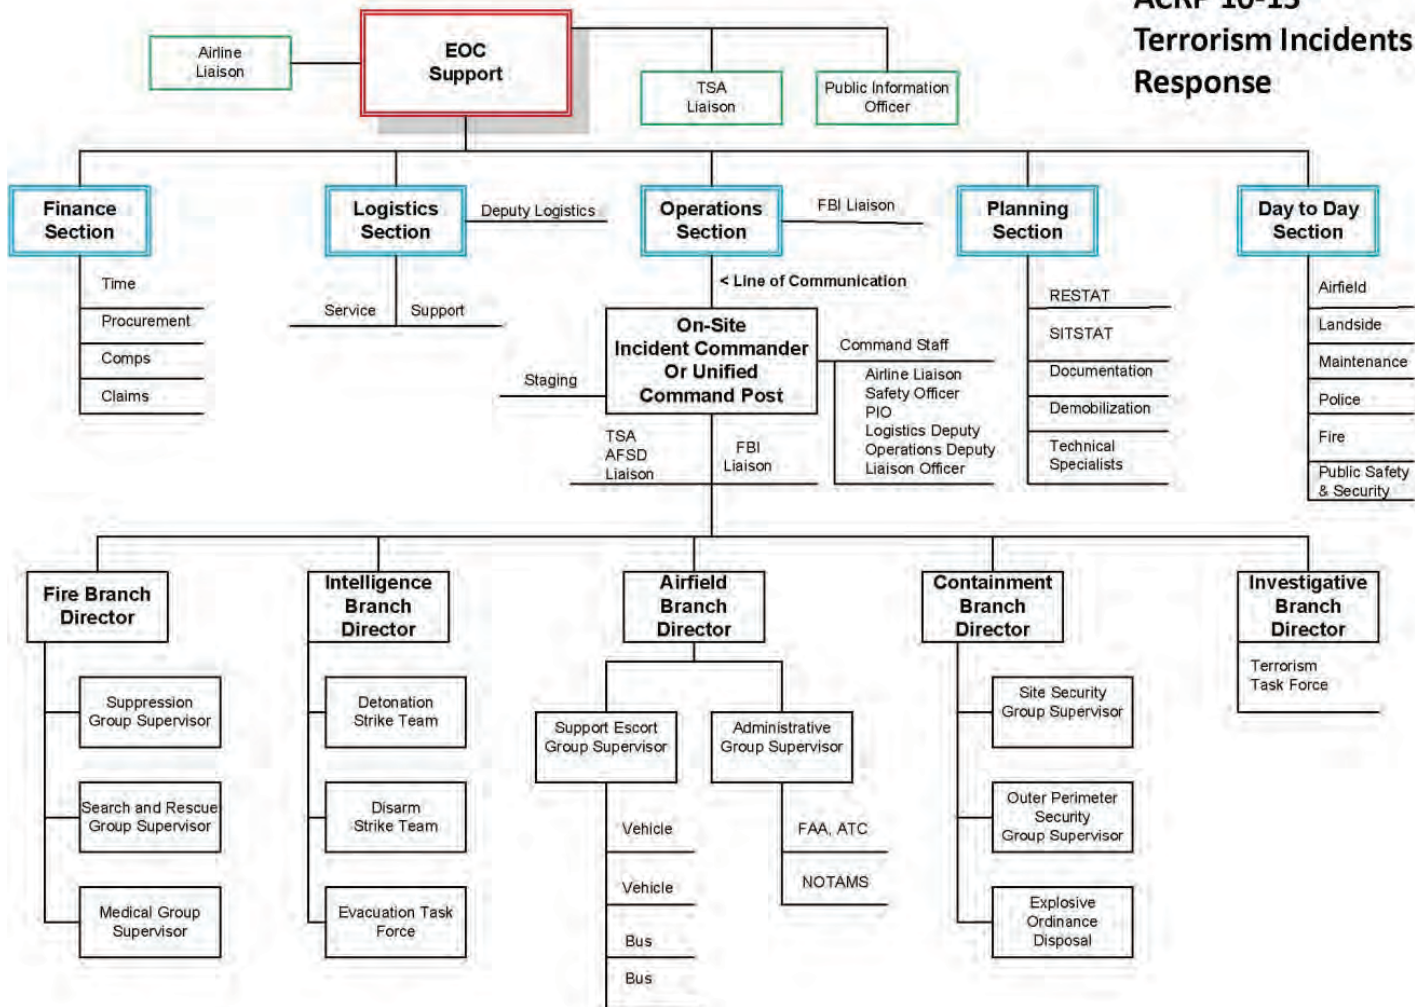 ACRP 10-13
Terrorism Incidents
Response
EOC
Support
Airline
Liaison
TSA
Liaison
Public Information
Officer
Finance
Section
Logistics
Section
Deputy Logistics
Operations
Section
FBI Liaison
Planning
Section
Day to Day
Section
Time
Procurement
Comps
Claims
Service
Support
< Line of Communication
On-Site
Incident Commander
Or Unified
Command Post
Staging
Command Staff
Airline Liaison
Safety Officer
PIO
Logistics Deputy
Operations Deputy
Liaison Officer
TSA
AFSD
Liaison
FBI
Liaison
RESTAT
SITSTAT
Documentation
Demobilization
Technical
Specialists
Airfield
Landside
Maintenance
Police
Fire
Public Safety
& Security
Fire Branch
Director
Intelligence
Branch
Director
Airfield
Branch
Director
Containment
Branch
Director
Investigative
Branch
Director
Suppression
Group Supervisor
Search and Rescue
Group Supervisor
Medical Group
Supervisor
Detonation
Strike Team
Disarm
Strike Team
Evacuation Task
Force
Support Escort
Group Supervisor
Administrative
Group Supervisor
Vehicle
Vehicle
Bus
Bus
FAA, ATC
NOTAMS
Site Security
Group Supervisor
Outer Perimeter
Security
Group Supervisor
Explosive
Ordinance
Disposal
Terrorism
Task Force